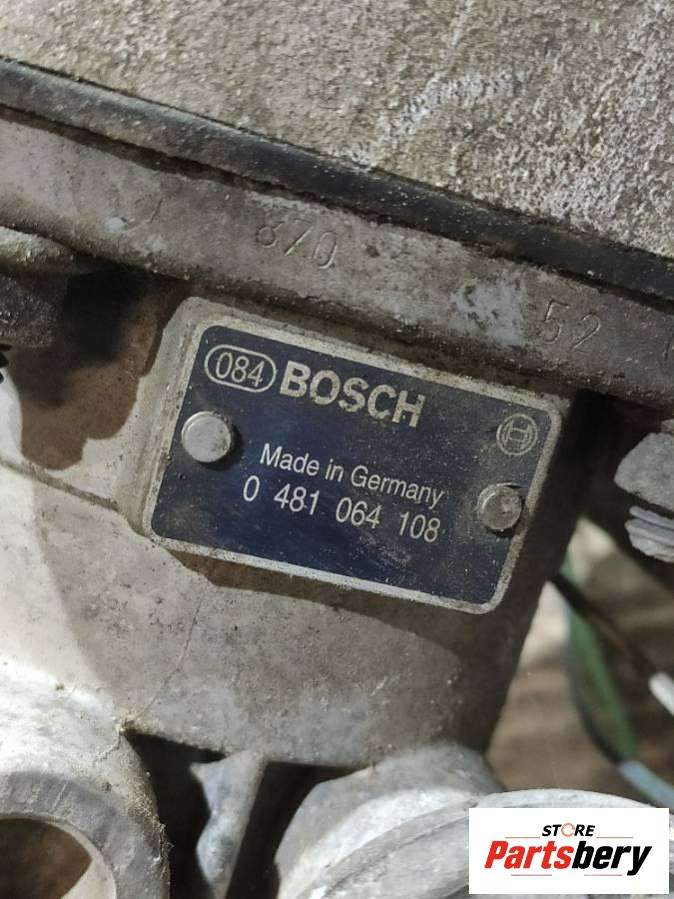 870
52
084 BOSCH
Made in Germany
0 481 064 108
STORE
Partsbery